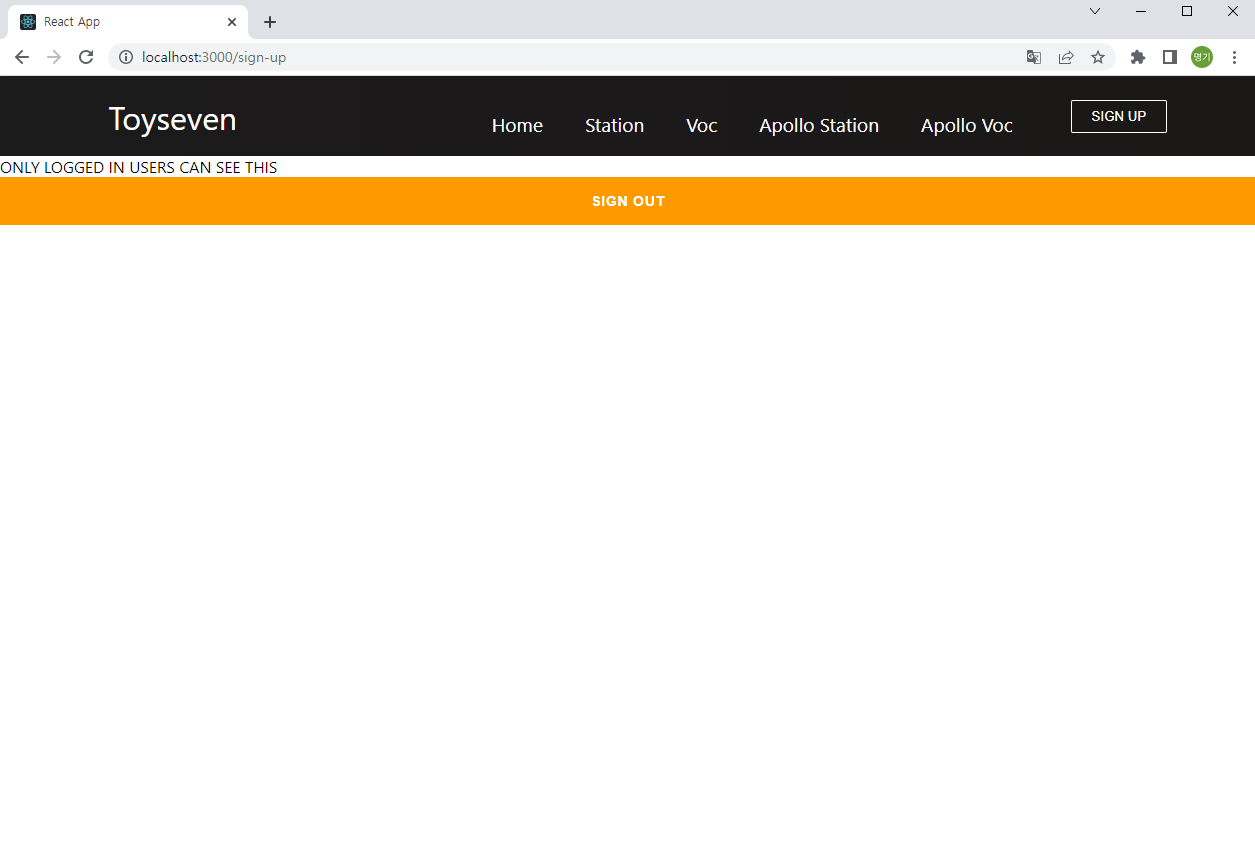 React App
localhost:3000/sign-up
명기
Toyseven
Home Station Voc Apollo Station Apollo Voc SIGN UP
ONLY LOGGED IN USERS CAN SEE THIS
SIGN OUT